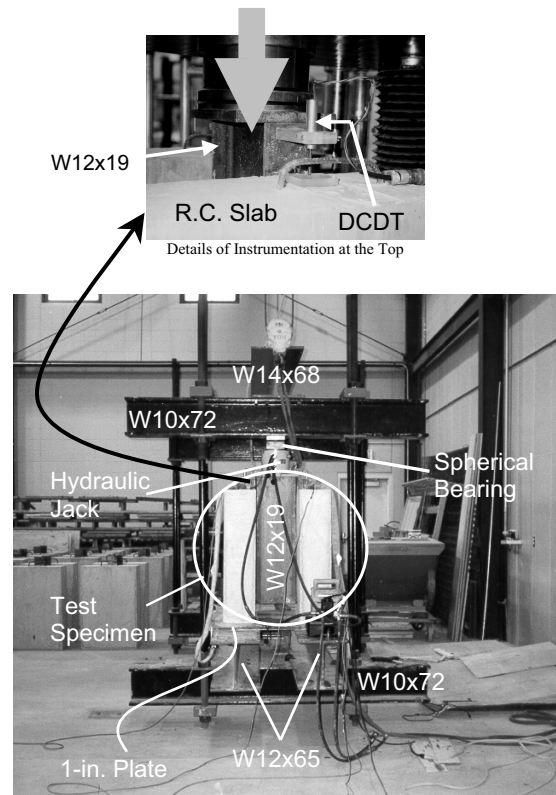 W12x19
R.C. Slab
DCDT
Details of Instrumentation at the Top
W14x68
W10x72
Hydraulic
Jack
Spherical
Bearing
W12x19
Test
Specimen
W10x72
W12x65
1-in. Plate